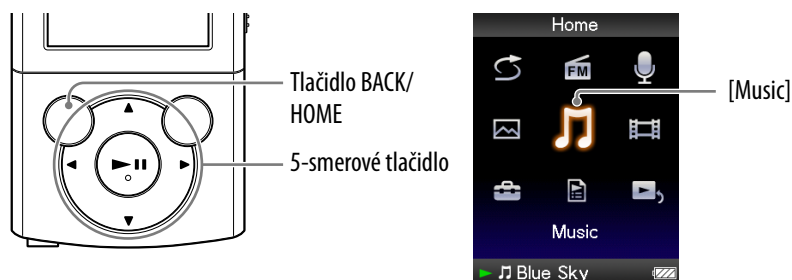 Tlačidlo BACK/
HOME
5-smerové tlačidlo
Home
FM
[Music]
Music
Blue Sky